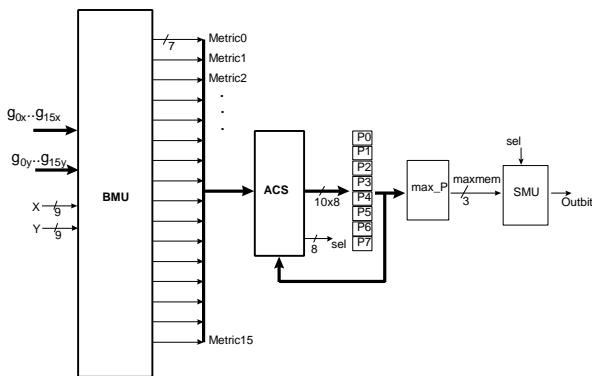 Metric0
7
Metric1
Metric2
. 
. 
. 
g0x..g15x
g0y..g15y
BMU
X 9
Y 9
ACS
10x8
8
sel
P0
P1
P2
P3
P4
P5
P6
P7
max_P
maxmem
3
sel
SMU
Outbit
Metric15